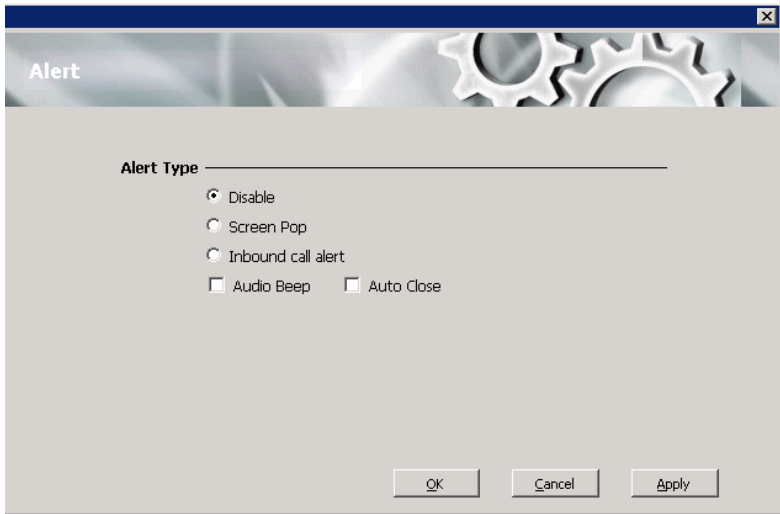 Alert
Alert Type
Disable
Screen Pop
Inbound call alert
Audio Beep Auto Close
OK Cancel Apply